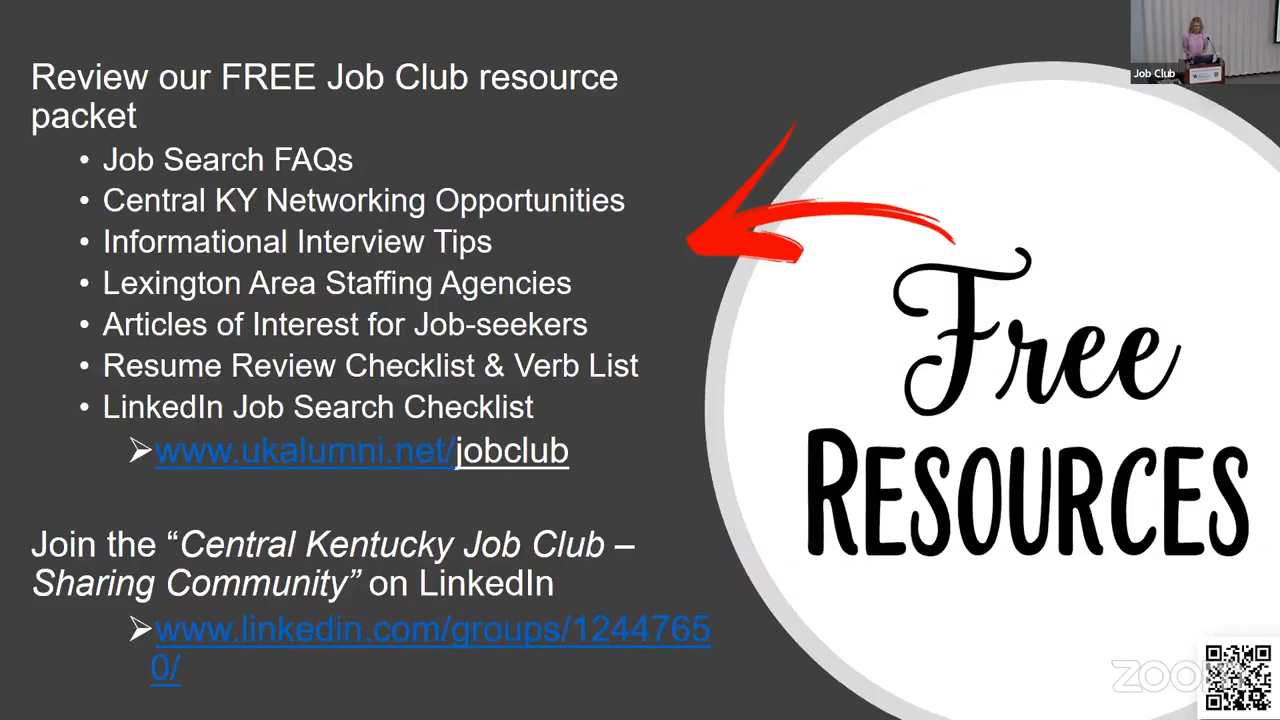 Review our FREE Job Club resource
packet
• Job Search FAQs
• Central KY Networking Opportunities
• Informational Interview Tips
• Lexington Area Staffing Agencies
• Articles of Interest for Job-seekers
• Resume Review Checklist & Verb List
• LinkedIn Job Search Checklist
➢www.ukalumni.net/jobclub
Join the “Central Kentucky Job Club –
Sharing Community” on LinkedIn
➢www.linkedin.com/groups/1244765
0/
Job Club
Free
RESOURCES
zoom